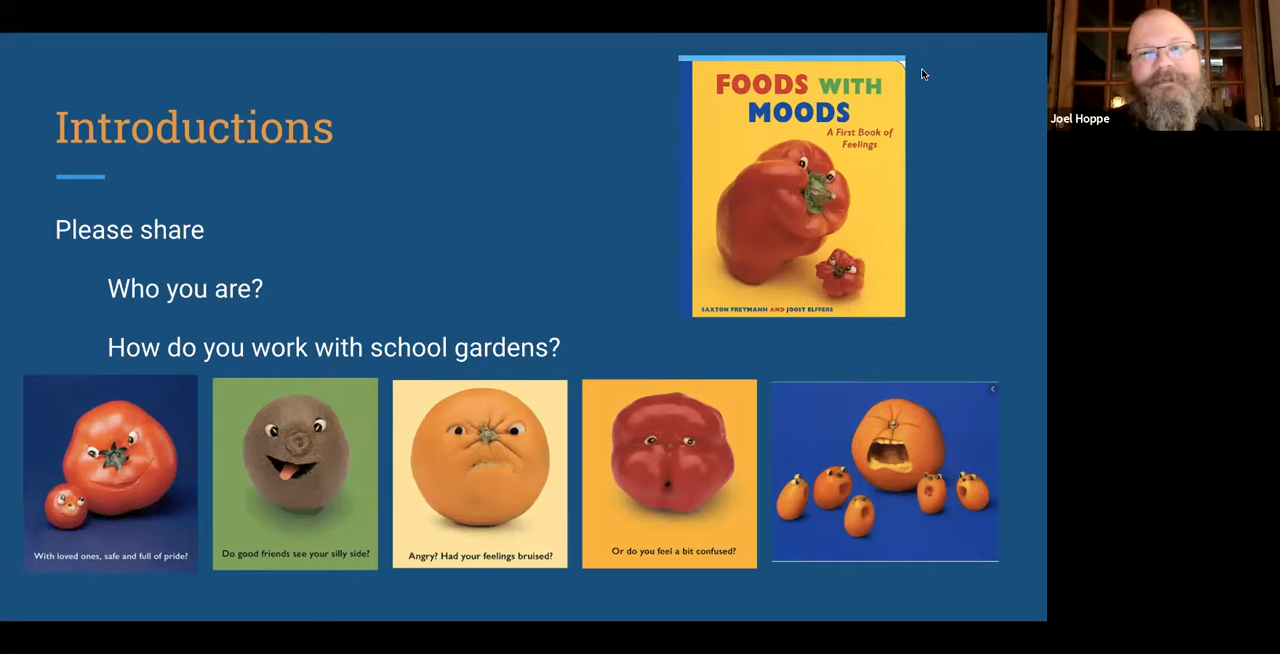 Introductions
Please share
Who you are?
How do you work with school gardens?
FOODS WITH
MOODS
A First Book of
Feelings
SAXTON FREYMANN AND JOOST ELFFERS
With loved ones, safe and full of pride?
Do good friends see your silly side?
Angry? Had your feelings bruised?
Or do you feel a bit confused?
Joel Hoppe